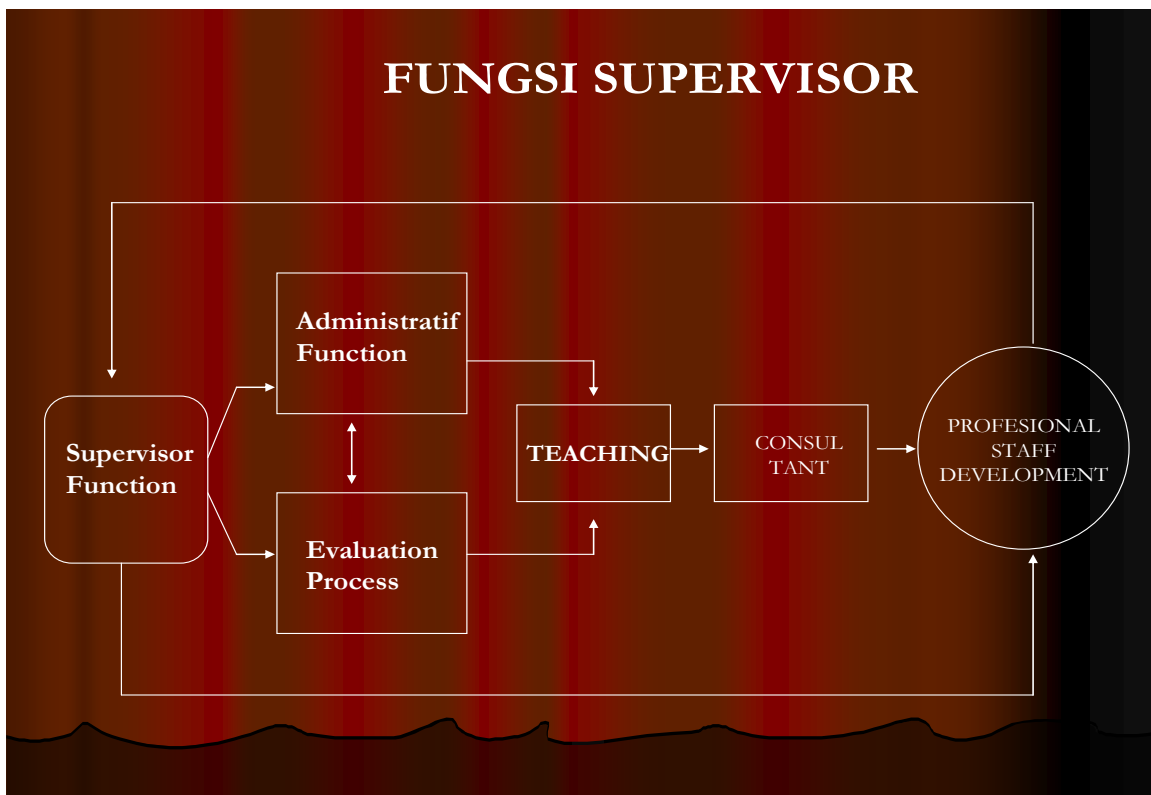 FUNGSI SUPERVISOR
Administratif
Function
Supervisor
Function
Evaluation
Process
TEACHING
CONSUL
TANT
PROFESIONAL
STAFF
DEVELOPMENT